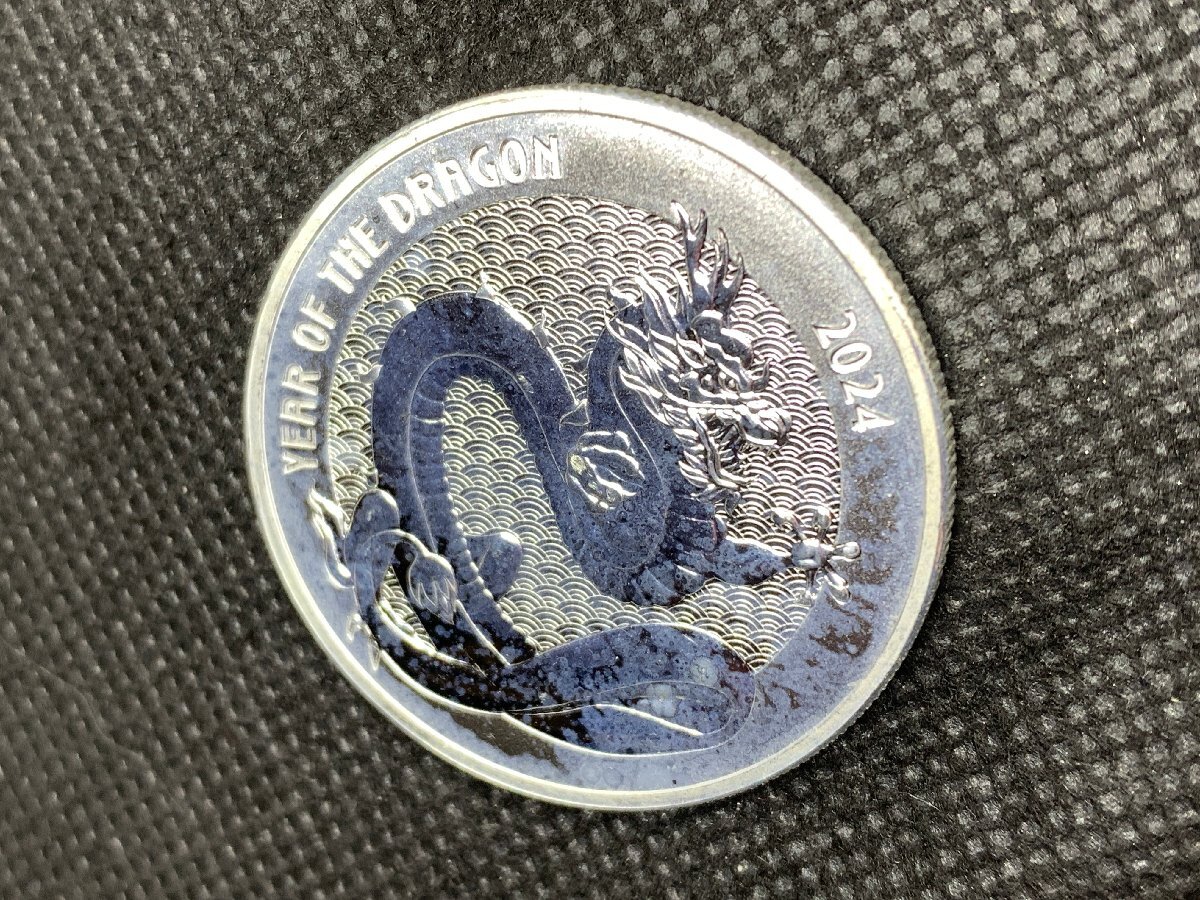 YEAR OF THE DRAGON
2024